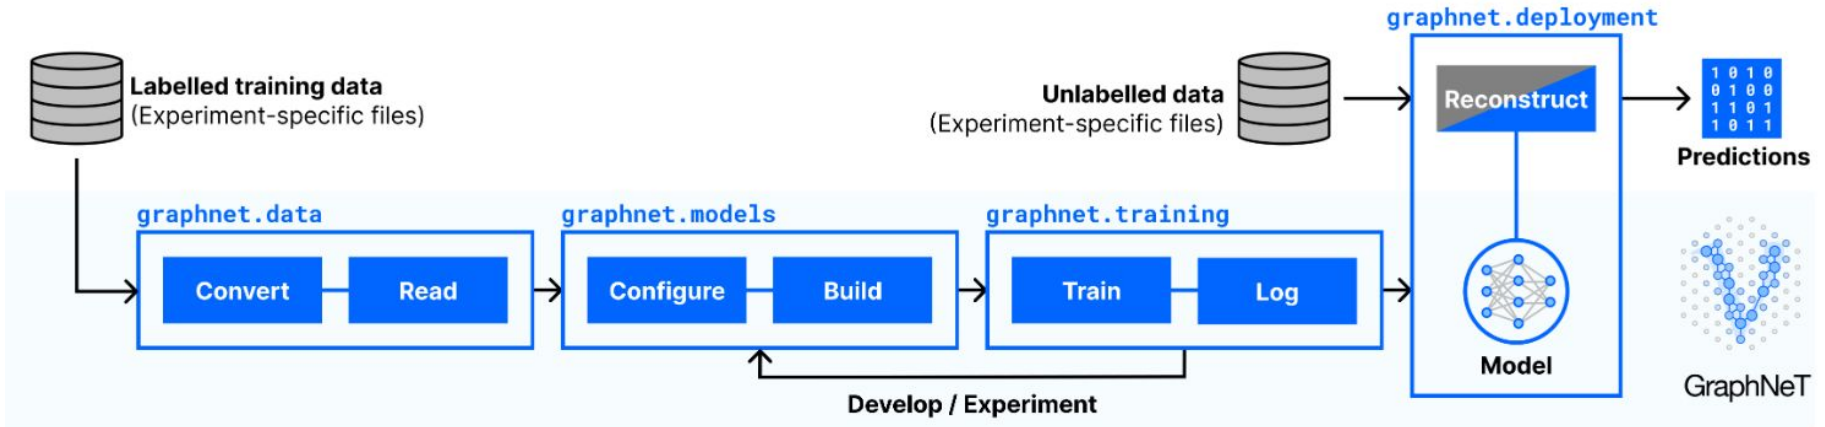 graphnet.deployment
Labelled training data
(Experiment-specific files)
Unlabelled data
(Experiment-specific files)
Reconstruct
1 0 1 0
0 1 0 0
1 1 0 1
1 0 1 1
Predictions
graphnet.data
graphnet.models
graphnet.training
Convert
Read
Configure
Build
Train
Log
Model
Develop / Experiment
GraphNeT